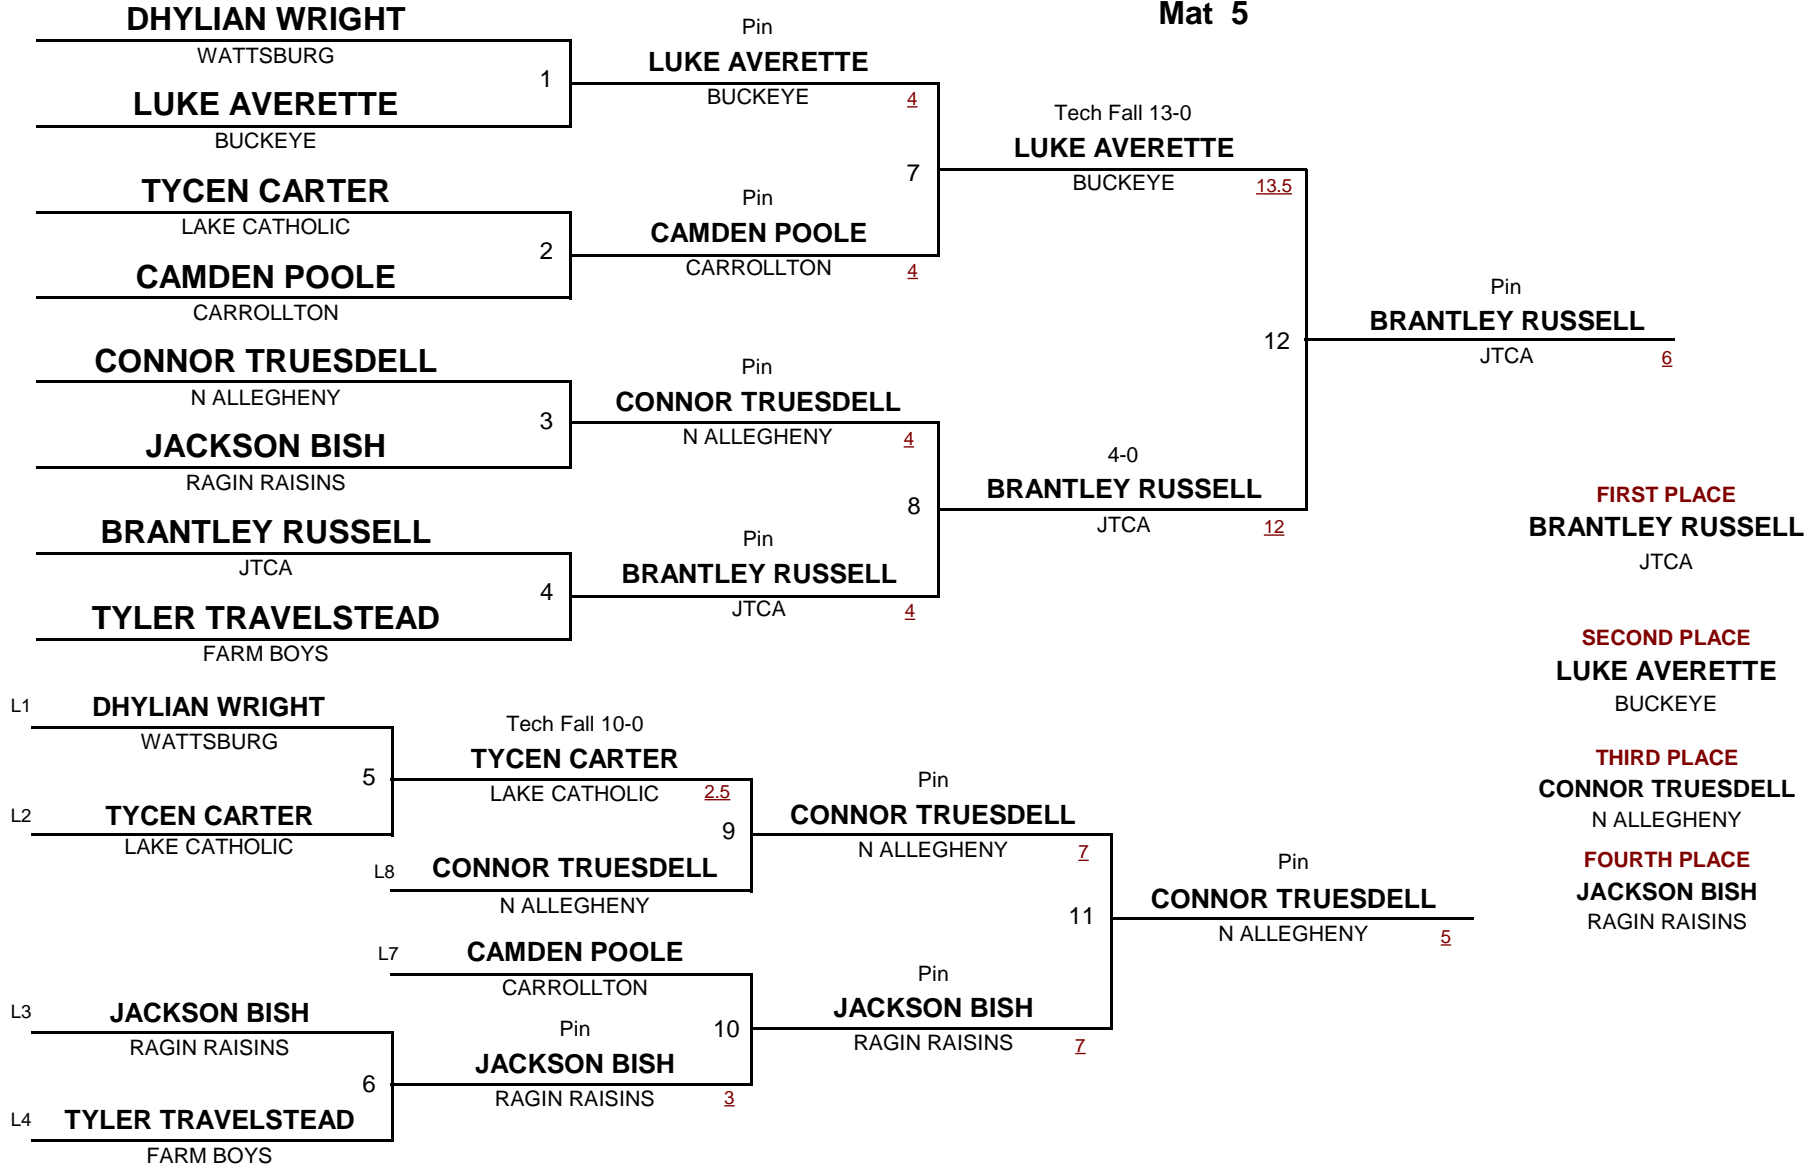 Mat 5
DHYLIAN WRIGHT
WATTSBURG
1
LUKE AVERETTE
BUCKEYE
TYCEN CARTER
LAKE CATHOLIC
2
CAMDEN POOLE
CARROLLTON
CONNOR TRUESDELL
N ALLEGHENY
3
JACKSON BISH
RAGIN RAISINS
BRANTLEY RUSSELL
JTCA
4
TYLER TRAVELSTEAD
FARM BOYS
Pin
LUKE AVERETTE
BUCKEYE 4
7
Pin
CAMDEN POOLE
CARROLLTON 4
Pin
CONNOR TRUESDELL
N ALLEGHENY 4
8
Pin
BRANTLEY RUSSELL
JTCA 4
Tech Fall 13-0
LUKE AVERETTE
BUCKEYE 13.5
12
4-0
BRANTLEY RUSSELL
JTCA 12
Pin
BRANTLEY RUSSELL
JTCA 6
FIRST PLACE
BRANTLEY RUSSELL
JTCA
SECOND PLACE
LUKE AVERETTE
BUCKEYE
THIRD PLACE
CONNOR TRUESDELL
N ALLEGHENY
FOURTH PLACE
JACKSON BISH
RAGIN RAISINS
L1 DHYLIAN WRIGHT
WATTSBURG
5
L2 TYCEN CARTER
LAKE CATHOLIC
L3 JACKSON BISH
RAGIN RAISINS
6
L4 TYLER TRAVELSTEAD
FARM BOYS
Tech Fall 10-0
TYCEN CARTER
LAKE CATHOLIC 2.5
9
L8 CONNOR TRUESDELL
N ALLEGHENY
L7 CAMDEN POOLE
CARROLLTON
10
Pin
JACKSON BISH
RAGIN RAISINS 3
Pin
CONNOR TRUESDELL
N ALLEGHENY 7
11
Pin
JACKSON BISH
RAGIN RAISINS 7
Pin
CONNOR TRUESDELL
N ALLEGHENY 5